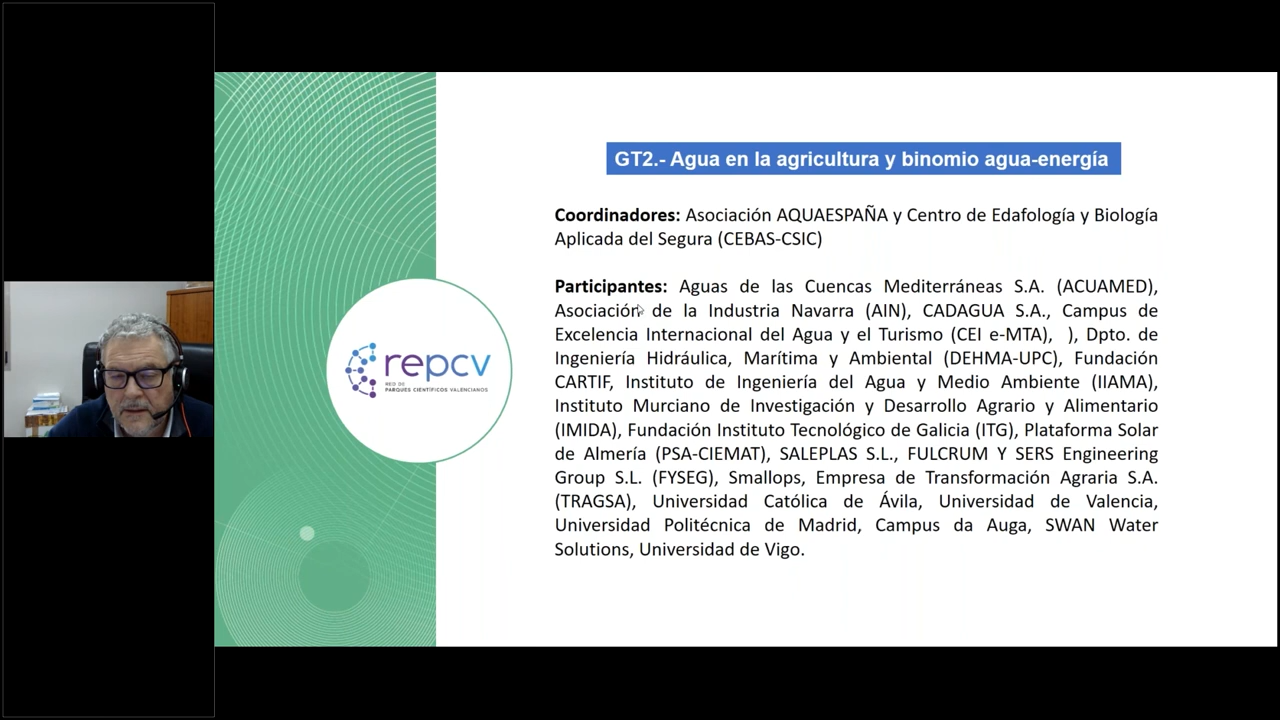 GT2.- Agua en la agricultura y binomio agua-energía
Coordinadores: Asociación AQUAESPAÑA y Centro de Edafología y Biología
Aplicada del Segura (CEBAS-CSIC)
Participantes: Aguas de las Cuencas Mediterráneas S.A. (ACUAMED),
Asociación de la Industria Navarra (AIN), CADAGUA S.A., Campus de
Excelencia Internacional del Agua y el Turismo (CEI e-MTA), ), Dpto. de
Ingeniería Hidráulica, Marítima y Ambiental (DEHMA-UPC), Fundación
CARTIF, Instituto de Ingeniería del Agua y Medio Ambiente (IIAMA),
Instituto Murciano de Investigación y Desarrollo Agrario y Alimentario
(IMIDA), Fundación Instituto Tecnológico de Galicia (ITG), Plataforma Solar
de Almería (PSA-CIEMAT), SALEPLAS S.L., FULCRUM Y SERS Engineering
Group S.L. (FYSEG), Smallops, Empresa de Transformación Agraria S.A.
(TRAGSA), Universidad Católica de Ávila, Universidad de Valencia,
Universidad Politécnica de Madrid, Campus da Auga, SWAN Water
Solutions, Universidad de Vigo.
repcv
RED DE
PARQUES CIENTÍFICOS VALENCIANOS